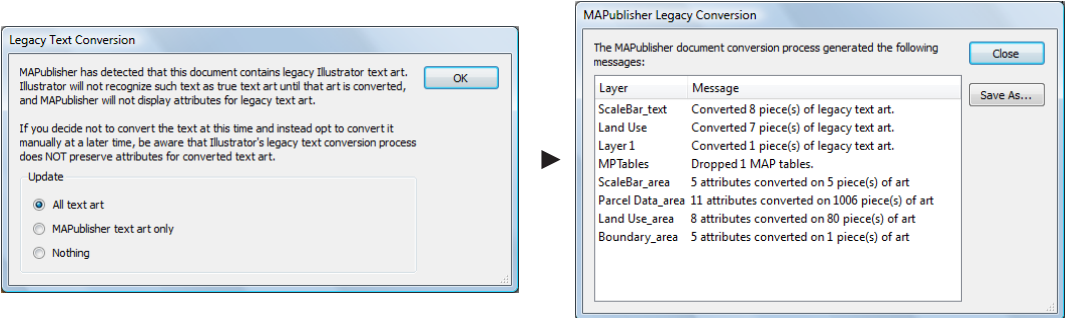 Legacy Text Conversion
MAPublisher has detected that this document contains legacy Illustrator text art.
Illustrator will not recognize such text as true text art until that art is converted,
and MAPublisher will not display attributes for legacy text art.
OK
If you decide not to convert the text at this time and instead opt to convert it
manually at a later time, be aware that Illustrator's legacy text conversion process
does NOT preserve attributes for converted text art.
Update
All text art
MAPublisher text art only
Nothing
MAPublisher Legacy Conversion
The MAPublisher document conversion process generated the following
messages:
Close
Save As...
Layer Message
ScaleBar_text Converted 8 piece(s) of legacy text art.
Land Use Converted 7 piece(s) of legacy text art.
Layer 1 Converted 1 piece(s) of legacy text art.
MPTables Dropped 1 MAP tables.
ScaleBar_area 5 attributes converted on 5 piece(s) of art
Parcel Data_area 11 attributes converted on 1006 piece(s) of art
Land Use_area 8 attributes converted on 80 piece(s) of art
Boundary_area 5 attributes converted on 1 piece(s) of art